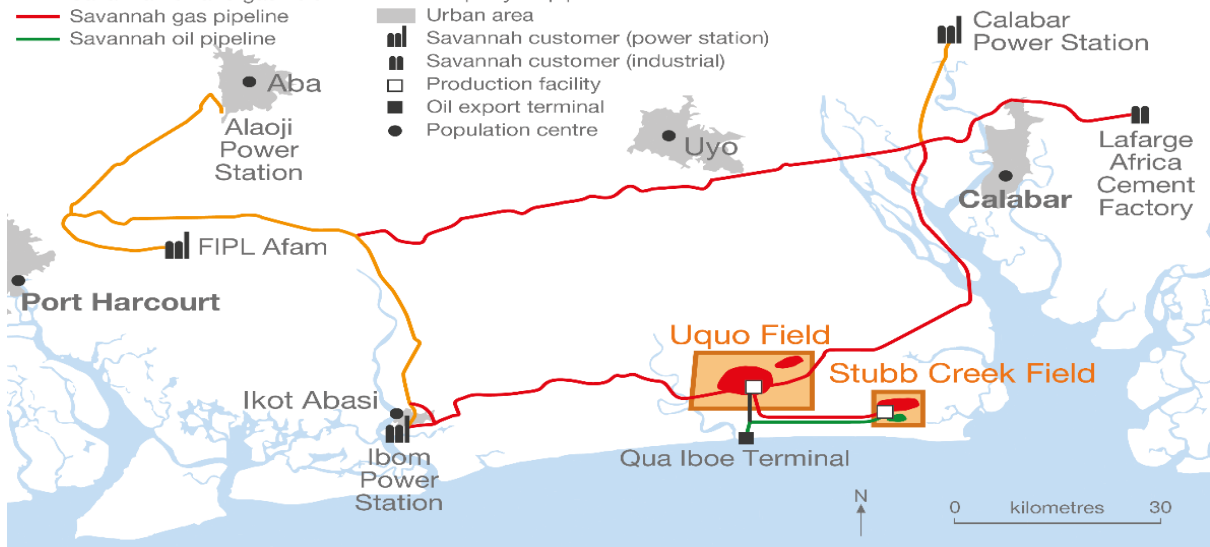 Savannah gas pipeline
Savannah oil pipeline
Urban area
Savannah customer (power station)
Savannah customer (industrial)
Production facility
Oil export terminal
Population centre
Calabar
Power Station
Aba
Alaoji
Power
Station
Uyo
Lafarge
Africa
Cement
Factory
Calabar
FIPL Afam
Port Harcourt
Uquo Field
Stubb Creek Field
Ikot Abasi
Ibom
Power
Station
Qua Iboe Terminal
N
0 kilometres 30